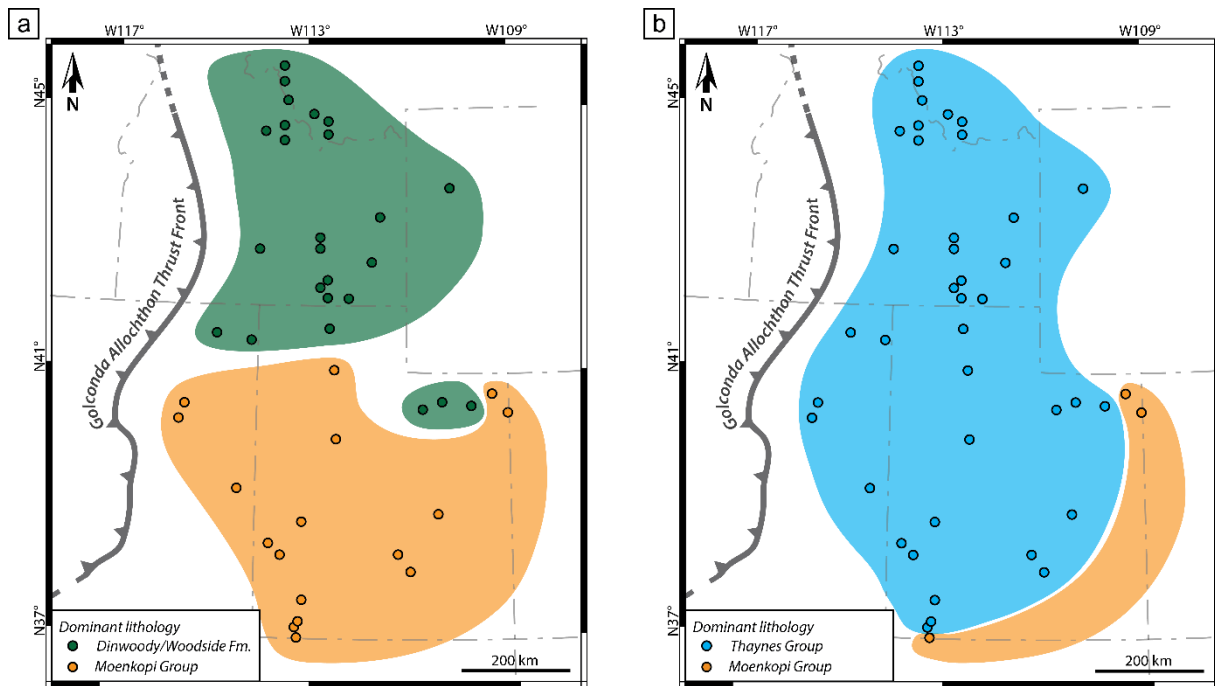 a
W117°
W113°
W109°
N45°
N
Golconda Allochthon Thrust Front
N41°
N37°
Dominant lithology
Dinwoody/Woodside Fm.
Moenkopi Group
200 km
b
W117°
W113°
W109°
N45°
N
Golconda Allochthon Thrust Front
N41°
N37°
Dominant lithology
Thaynes Group
Moenkopi Group
200 km